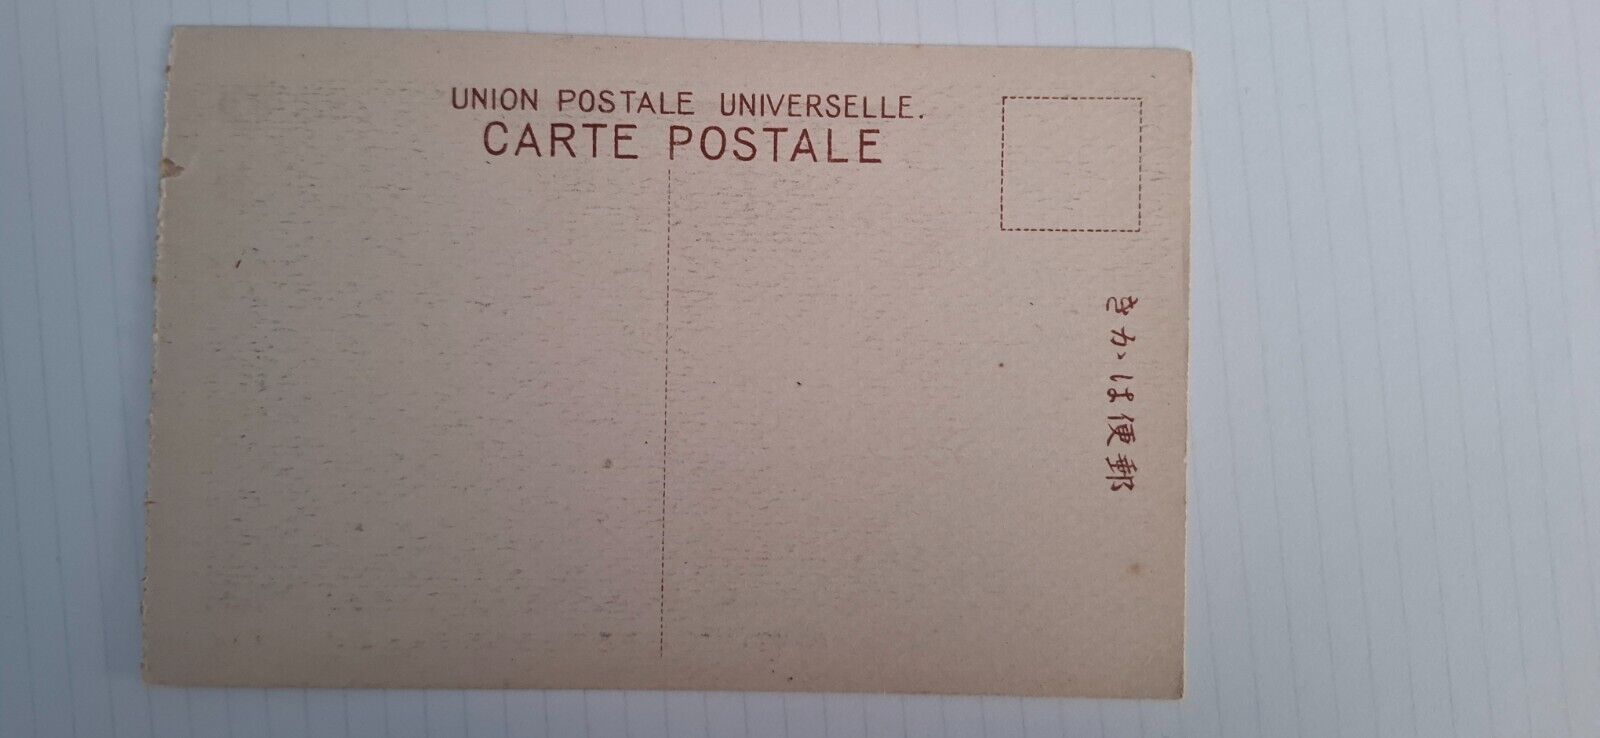 UNION POSTALE UNIVERSELLE.
CARTE POSTALE
郵便はかき